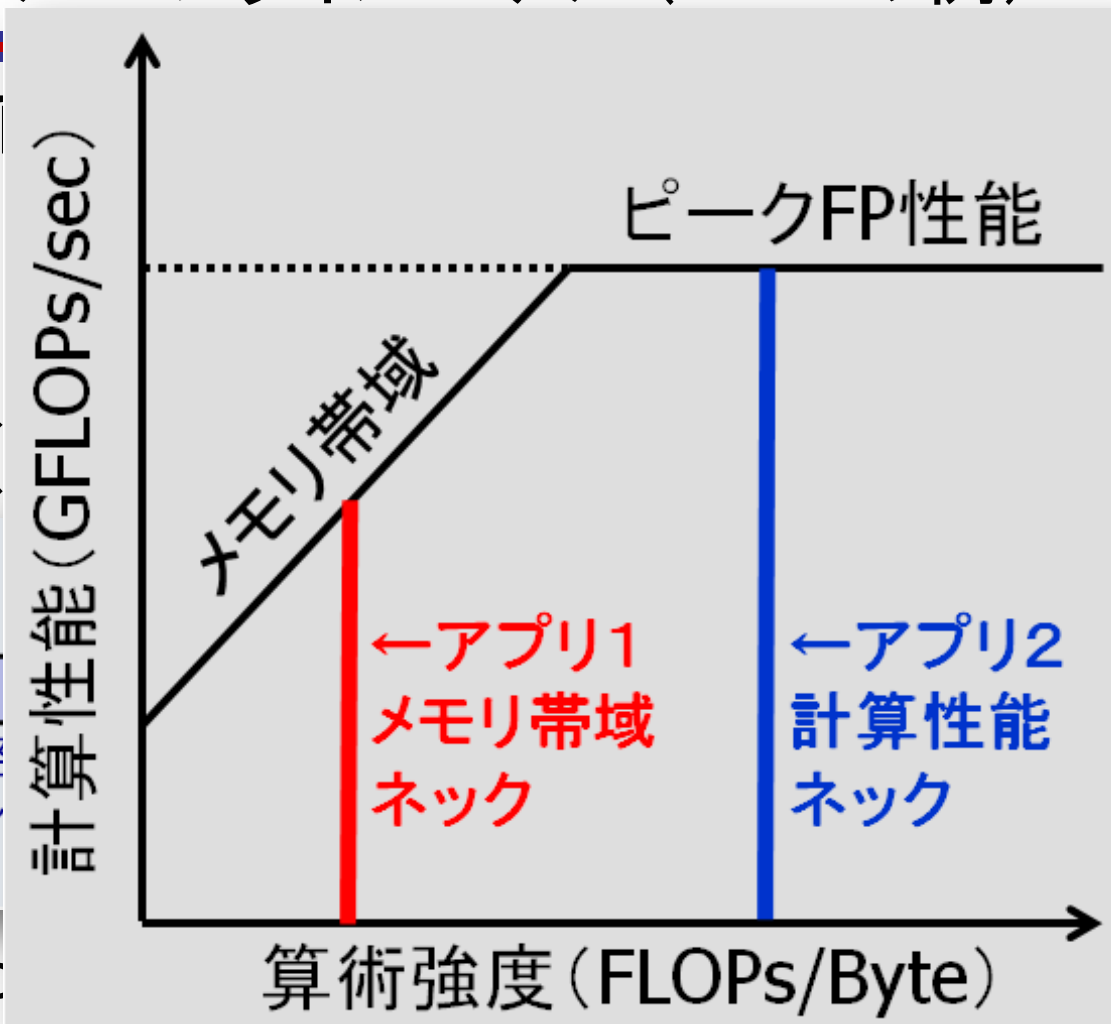 計算性能（GFLOPs/sec）
ピークFP性能
メモリ帯域
←アプリ1
メモリ帯域
ネック
←アプリ2
計算性能
ネック
算術強度（FLOPs/Byte）